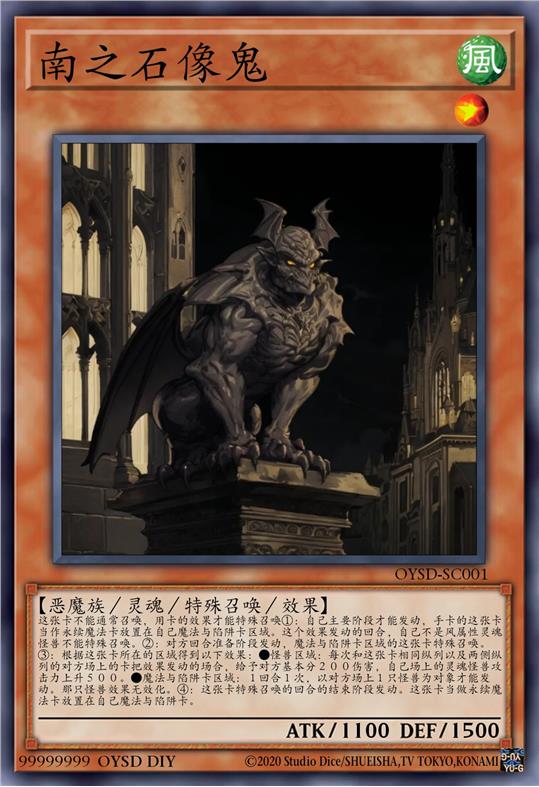 南之石像鬼
風
OYSD-SC001
【恶魔族／灵魂／特殊召唤／效果】
这张卡不能通常召唤，用卡的效果才能特殊召唤①：自己主要阶段才能发动，手卡的这张卡
当作永续魔法卡放置在自己魔法与陷阱卡区域。这个效果发动的回合，自己不是风属性灵魂
怪兽不能特殊召唤。②：对方回合准备阶段发动，魔法与陷阱卡区域的这张卡特殊召唤。
③：根据这张卡所在的区域得到以下效果：●怪兽区域：每次和这张卡相同纵列以及两侧纵
列的对方场上的卡把效果发动的场合，给予对方基本分２００伤害，自己场上的灵魂怪兽攻
击力上升５００。●魔法与陷阱卡区域：１回合１次，以对方场上１只怪兽为对象才能发
动。那只怪兽效果无效化。④：这张卡特殊召唤的回合的结束阶段发动。这张卡当做永续魔
法卡放置在自己魔法与陷阱卡。
ATK/1100 DEF/1500
99999999 OYSD DIY
©2020 Studio Dice/SHUEISHA,TV TOKYO,KONAMI